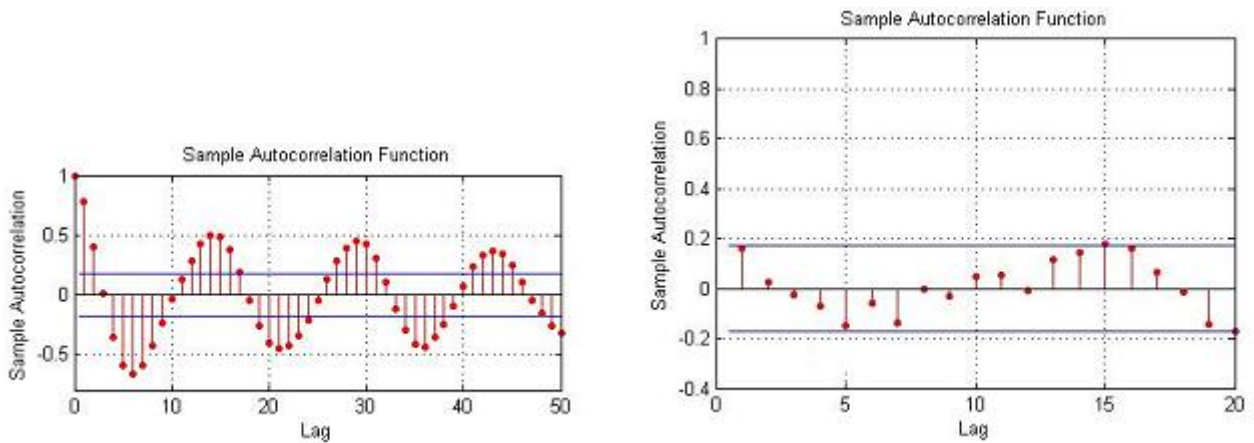 Sample Autocorrelation Function
Sample Autocorrelation
1
0.5
0
-0.5
0 10 20 30 40 50
Lag
Sample Autocorrelation Function
Sample Autocorrelation
1
0.8
0.6
0.4
0.2
0
-0.2
-0.4
0 5 10 15 20
Lag